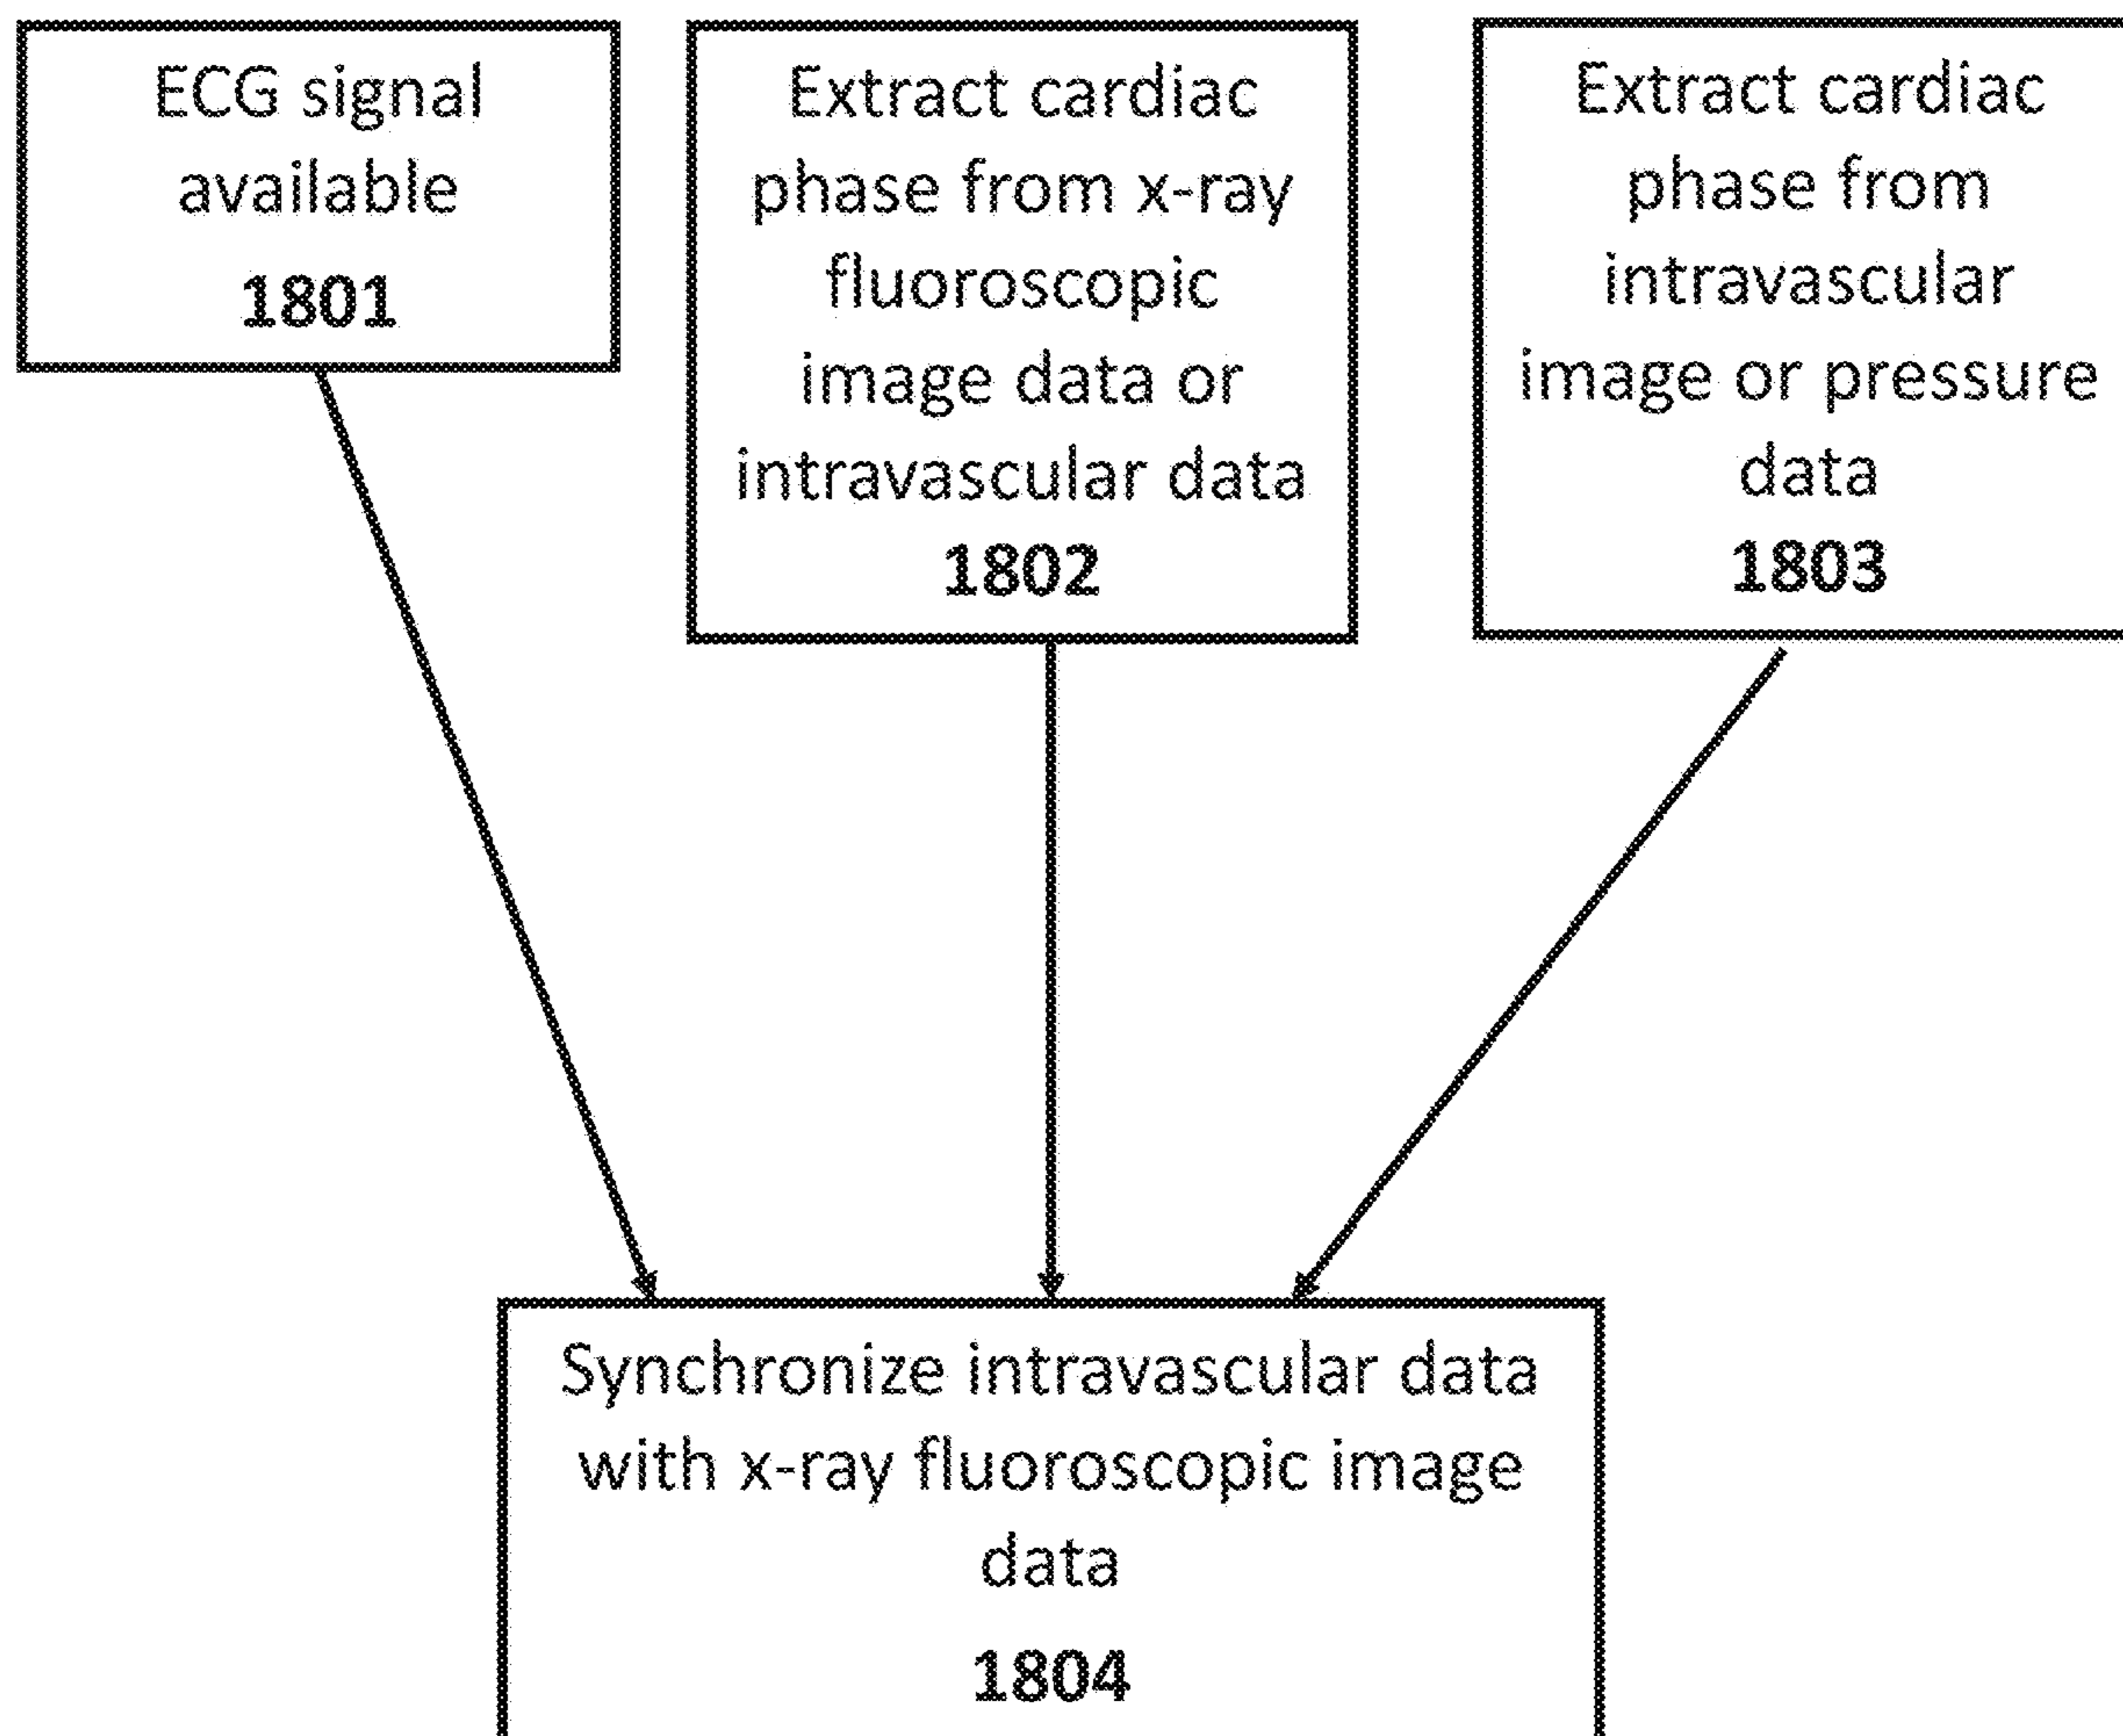 ECG signal
available
1801
Extract cardiac
phase from x-ray
fluoroscopic
image data or
intravascular data
1802
Extract cardiac
phase from
intravascular
image or pressure
data
1803
Synchronize intravascular data
with x-ray fluoroscopic image
data
1804